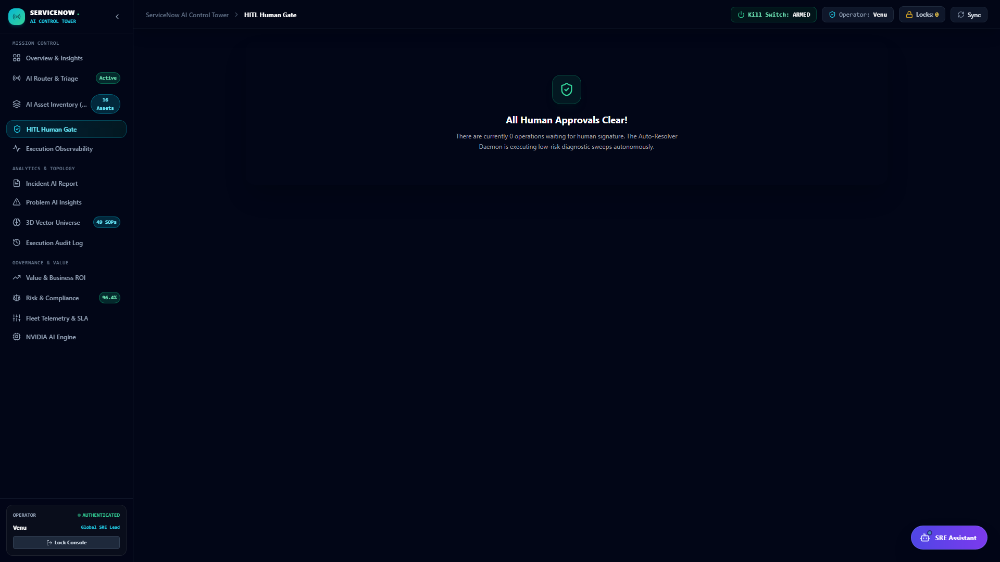 SERVICENOW
AI CONTROL TOWER
MISSION CONTROL
Overview & Insights
AI Router & Triage
Active
AI Asset Inventory (...
16
Assets
HITL Human Gate
Execution Observability
ANALYTICS & TOPOLOGY
Incident AI Report
Problem AI Insights
3D Vector Universe
49 SOPs
Execution Audit Log
GOVERNANCE & VALUE
Value & Business ROI
Risk & Compliance
96.4%
Fleet Telemetry & SLA
NVIDIA AI Engine
OPERATOR
AUTHENTICATED
Venu
Global SRE Lead
Lock Console
ServiceNow AI Control Tower > HITL Human Gate
Kill Switch: ARMED
Operator: Venu
Locks: 0
Sync
All Human Approvals Clear!
There are currently 0 operations waiting for human signature. The Auto-Resolver
Daemon is executing low-risk diagnostic sweeps autonomously.
SRE Assistant